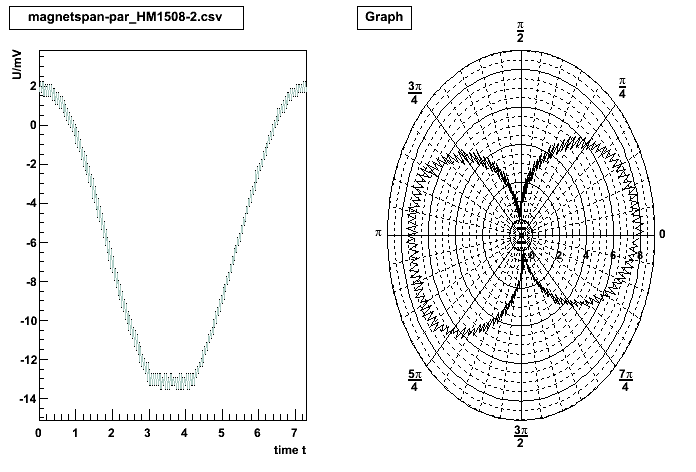 magnetspan-par_HM1508-2.csv
U/mV
2
0
-2
-4
-6
-8
-10
-12
-14
0 1 2 3 4 5 6 7
time t
Graph
π/2
3π/4
π/4
π
0
0 2 4 6 8
5π/4
7π/4
3π/2